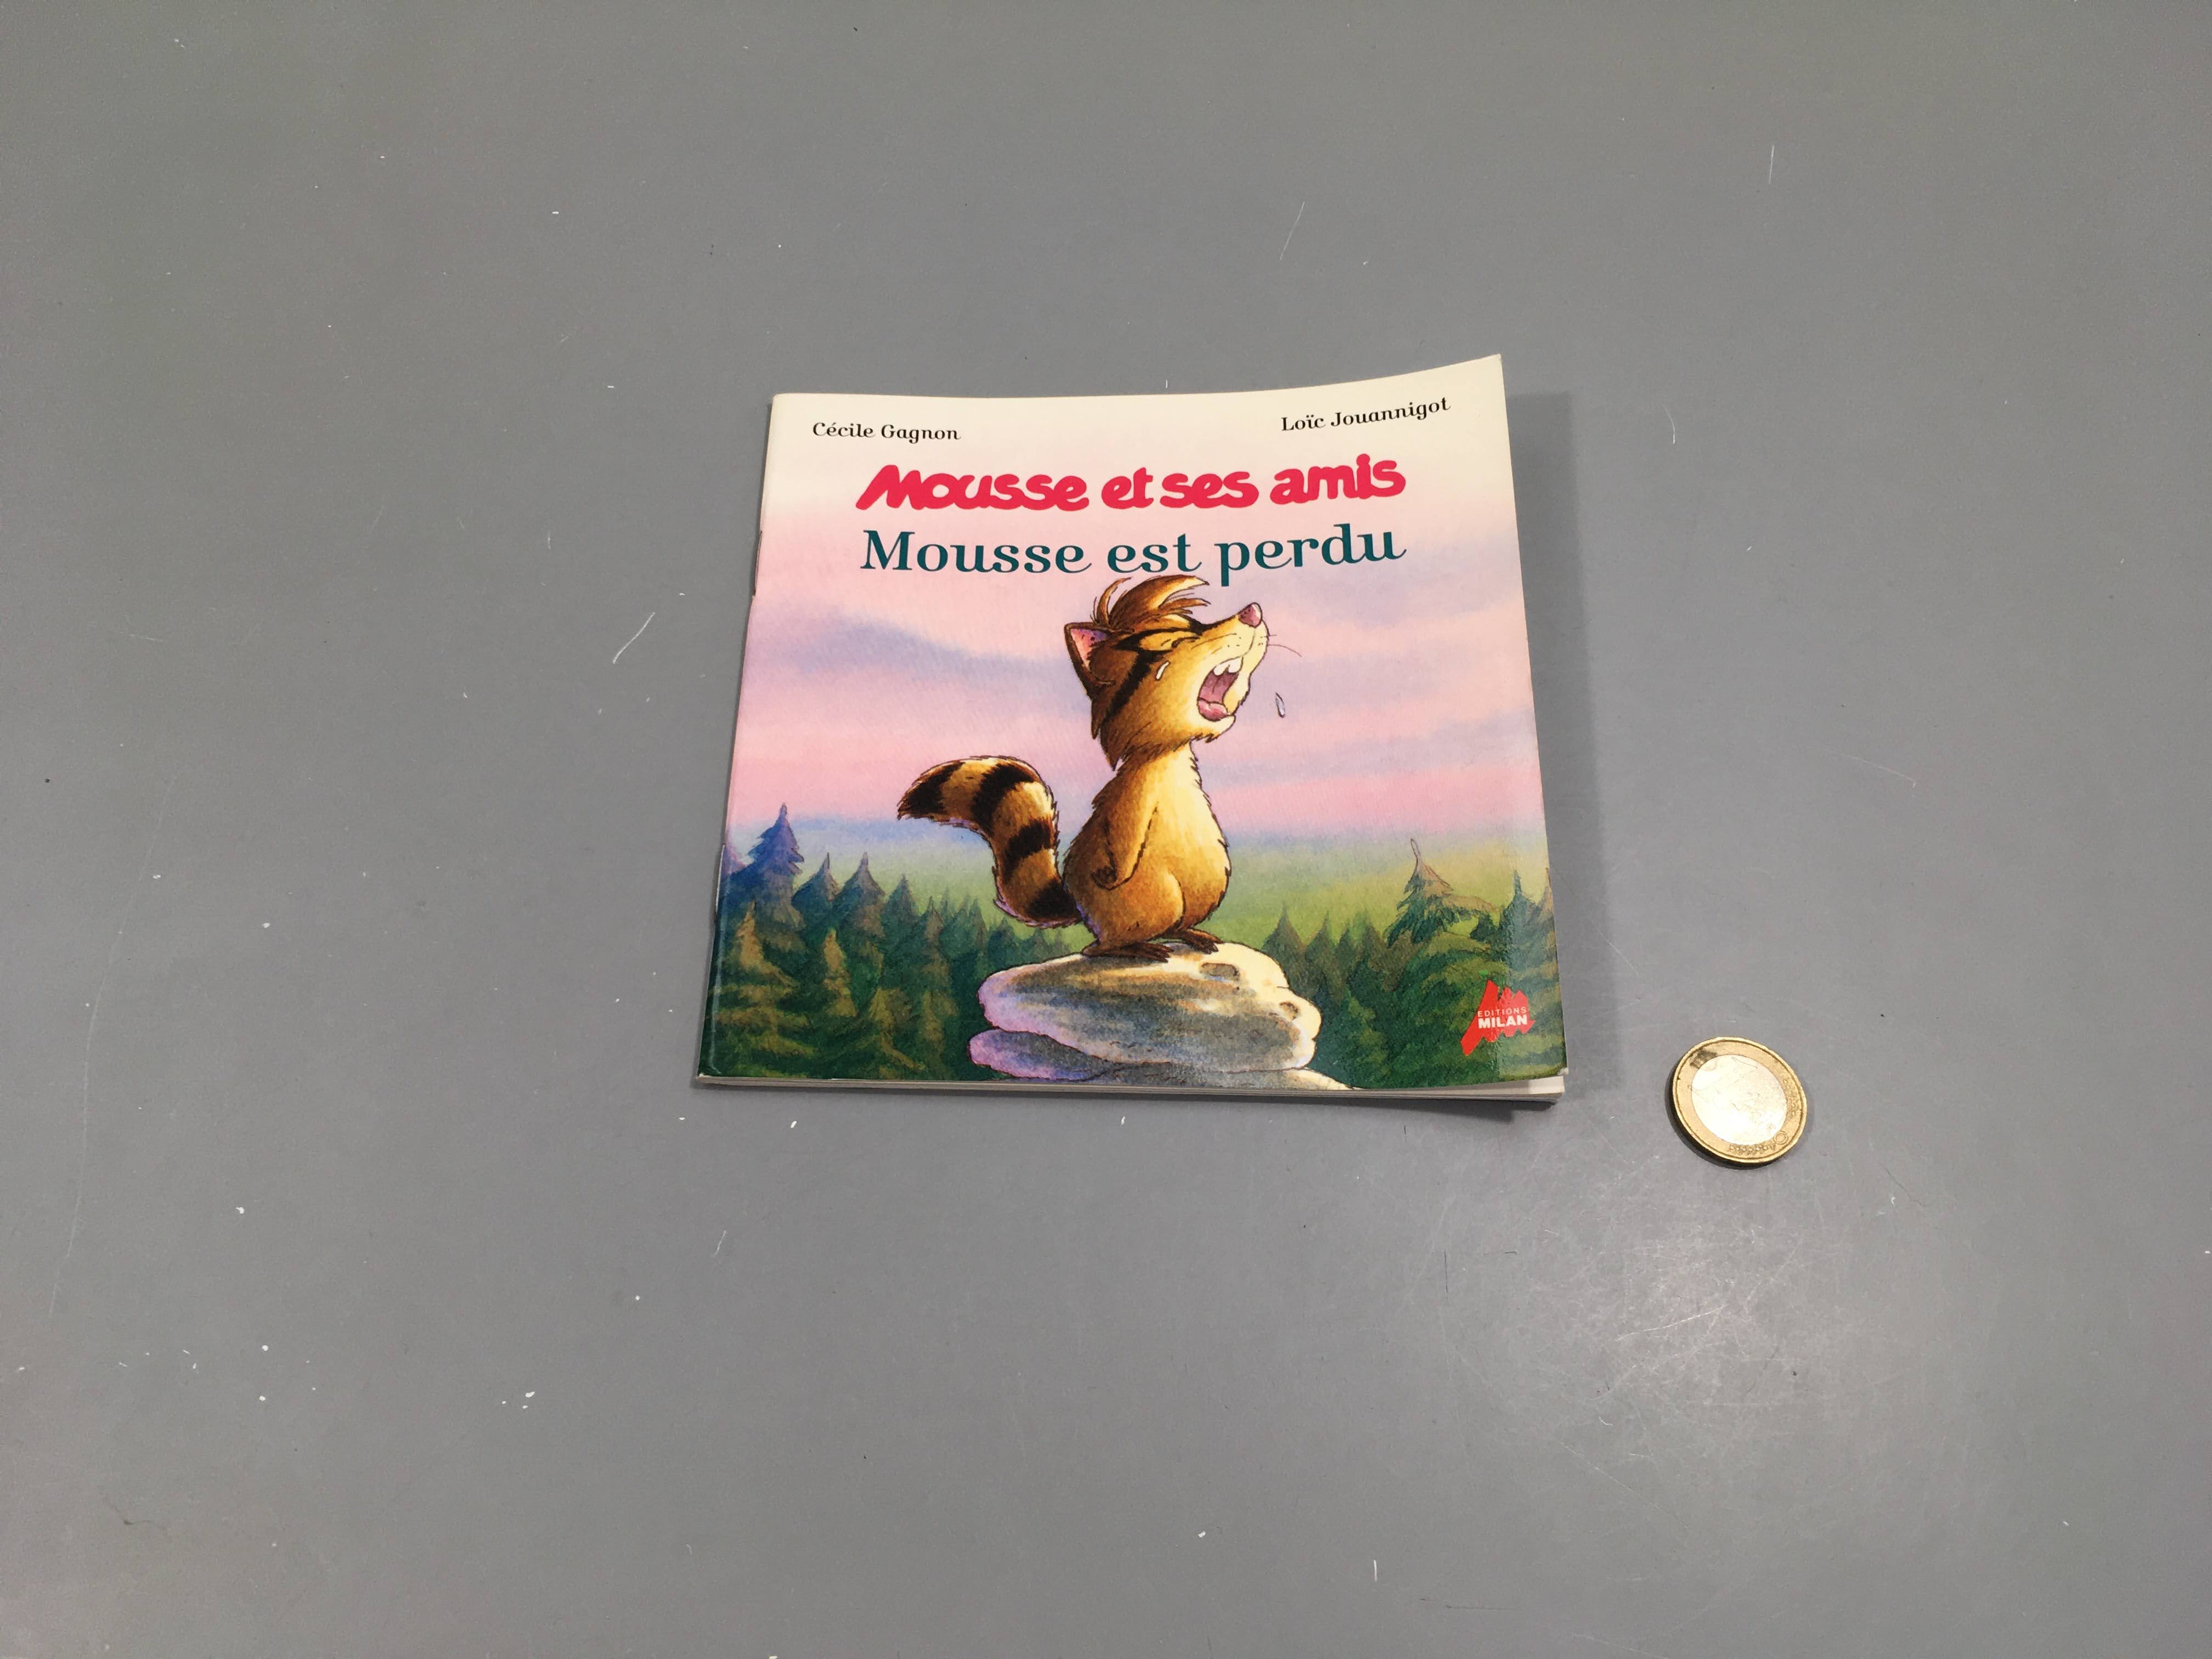 Cécile Gagnon
Loïc Jouannigot
Mousse et ses amis
Mousse est perdu
EDITIONS
MILAN